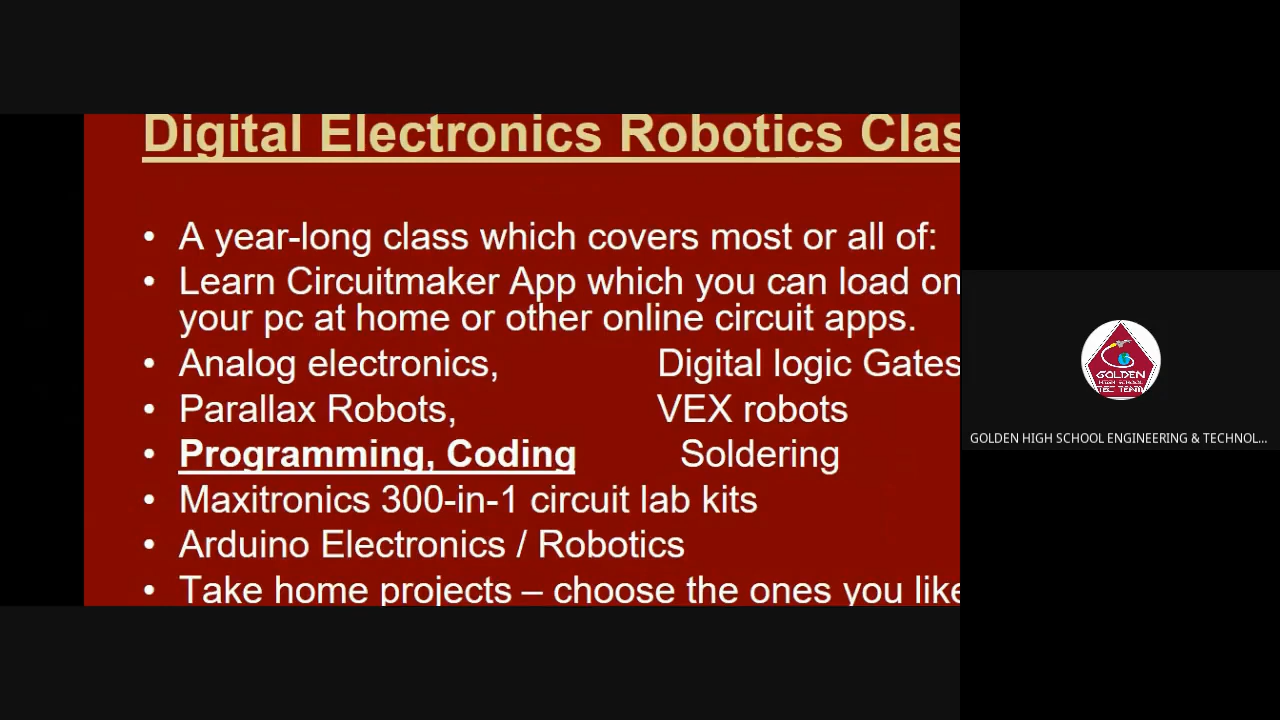 Digital Electronics Robotics Clas
• A year-long class which covers most or all of:
• Learn Circuitmaker App which you can load on
your pc at home or other online circuit apps.
• Analog electronics, Digital logic Gates
• Parallax Robots, VEX robots
• Programming, Coding Soldering
• Maxitronics 300-in-1 circuit lab kits
• Arduino Electronics / Robotics
• Take home projects – choose the ones you like
GOLDEN
HIGH SCHOOL
GOLDEN HIGH SCHOOL ENGINEERING & TECHNOL...